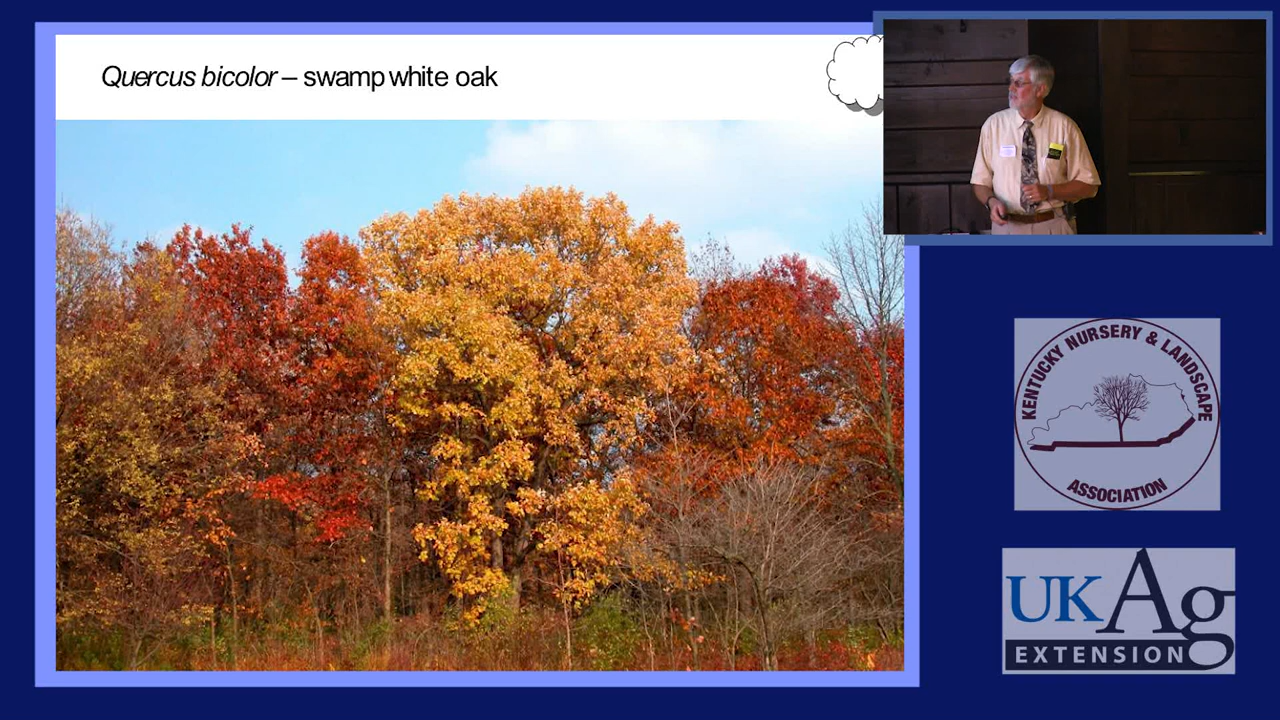 Quercus bicolor – swamp white oak
KENTUCKY NURSERY & LANDSCAPE
ASSOCIATION
UKAg
EXTENSION